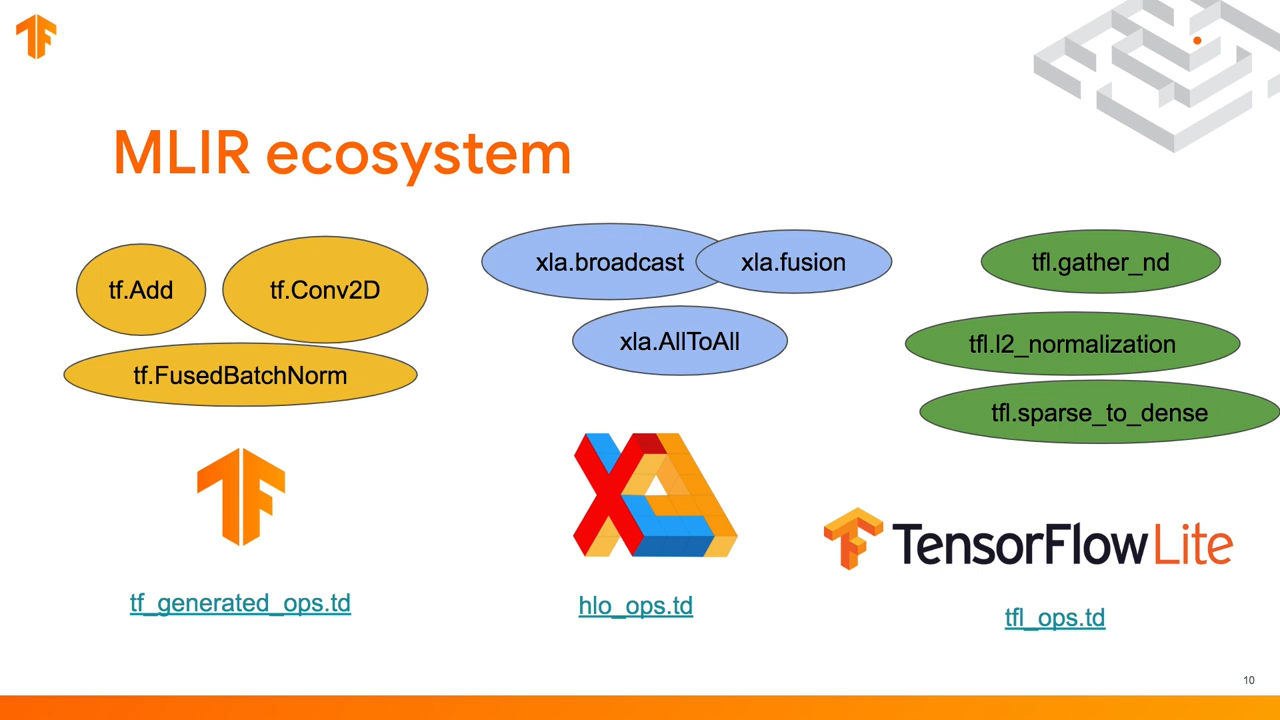 MLIR ecosystem
tf.Add
tf.Conv2D
tf.FusedBatchNorm
tf_generated_ops.td
xla.broadcast
xla.fusion
xla.AllToAll
XLA
hlo_ops.td
tfl.gather_nd
tfl.l2_normalization
tfl.sparse_to_dense
TensorFlow Lite
tfl_ops.td
10